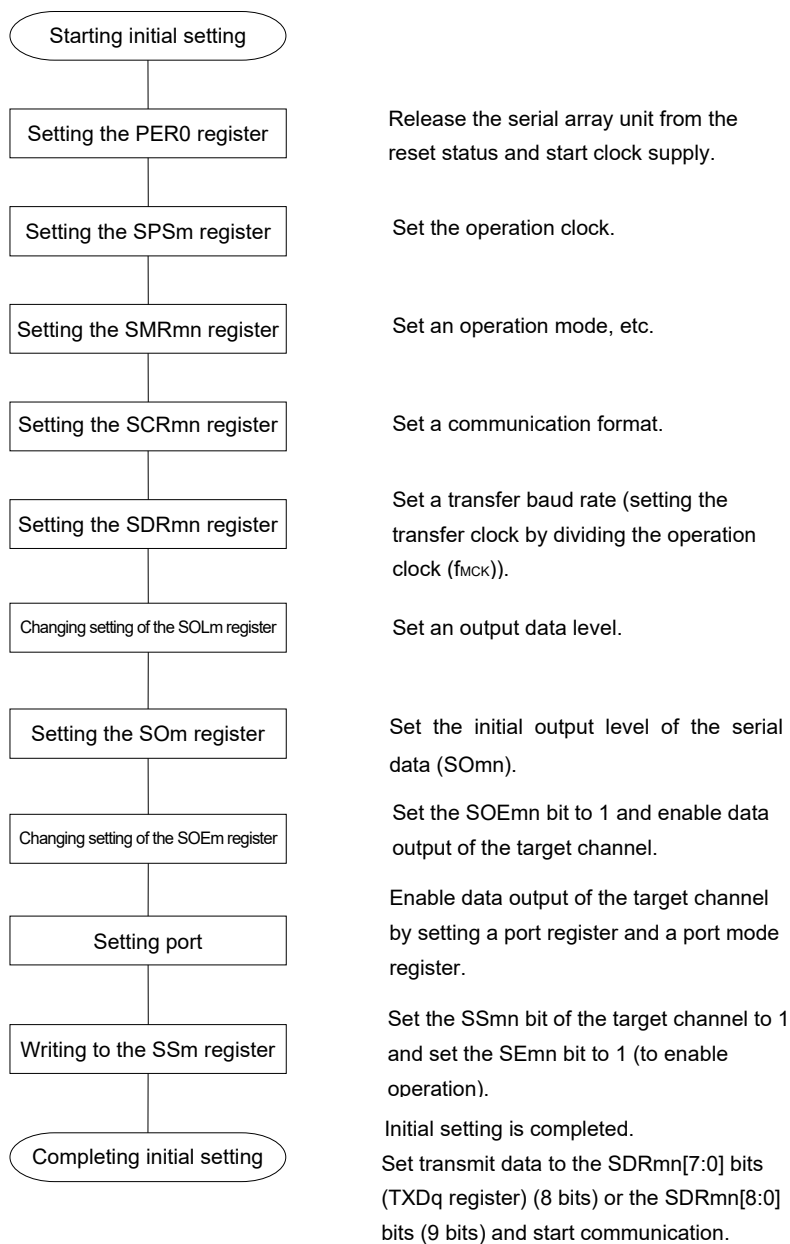 Starting initial setting
Setting the PER0 register
Release the serial array unit from the
reset status and start clock supply.
Setting the SPSm register
Set the operation clock.
Setting the SMRmn register
Set an operation mode, etc.
Setting the SCRmn register
Set a communication format.
Setting the SDRmn register
Set a transfer baud rate (setting the
transfer clock by dividing the operation
clock (fMCK)).
Changing setting of the SOLm register
Set an output data level.
Setting the SOm register
Set the initial output level of the serial
data (SOmn).
Changing setting of the SOEm register
Set the SOEmn bit to 1 and enable data
output of the target channel.
Setting port
Enable data output of the target channel
by setting a port register and a port mode
register.
Writing to the SSm register
Set the SSmn bit of the target channel to 1
and set the SEmn bit to 1 (to enable
operation).
Completing initial setting
Initial setting is completed.
Set transmit data to the SDRmn[7:0] bits
(TXDq register) (8 bits) or the SDRmn[8:0]
bits (9 bits) and start communication.